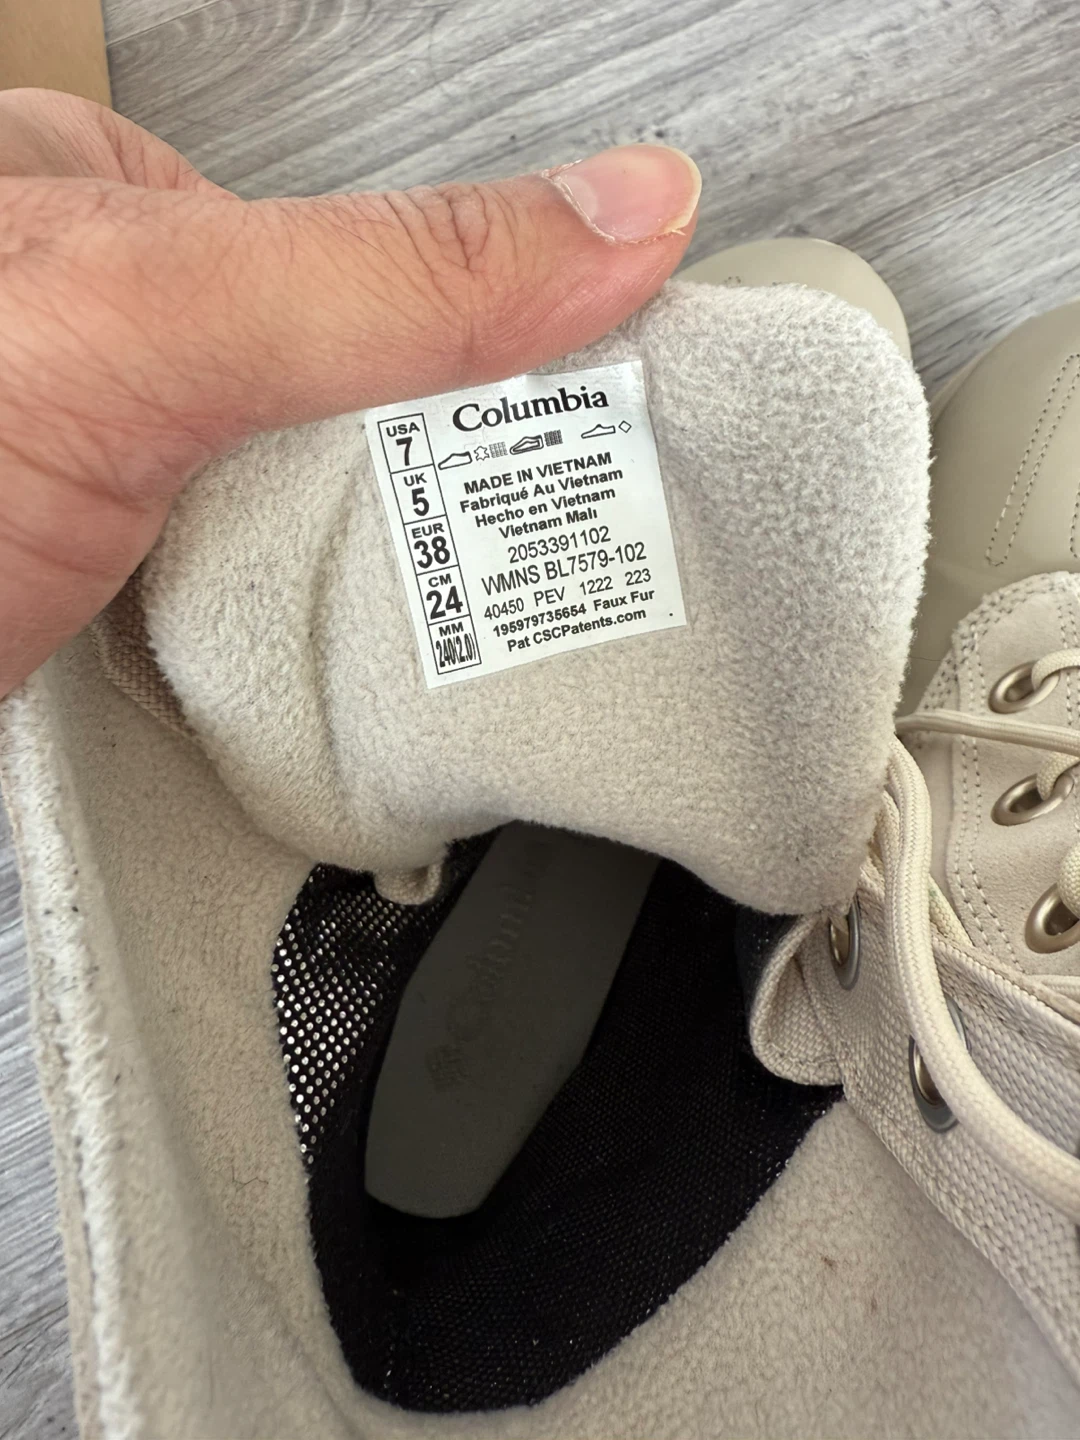 Columbia
USA
7
UK
5
EUR
38
CM
24
MM
240(2.0)
MADE IN VIETNAM
Fabriqué Au Vietnam
Hecho en Vietnam
Vietnam Malı
2053391102
WMNS BL7579-102
40450 PEV 1222 223
195979735654 Faux Fur
Pat CSCPatents.com
Columbia